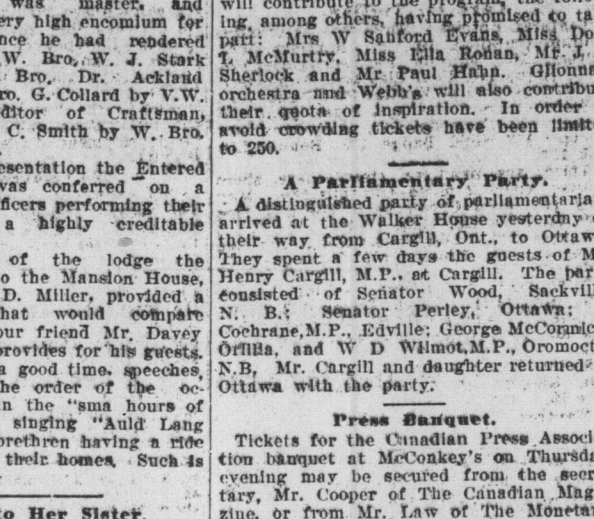 was master, and
very high encomium for
nce he had rendered
W. Bro. W. J. Stark
Bro. Dr. Ackland
ro. G. Collard by V.W.
ditor of Craftsman,
C. Smith by W. Bro.
esentation the Entered
was conferred on a
fficers performing their
a highly creditable
of the lodge the
o the Mansion House,
D. Miller, provided a
hat would compare
our friend Mr. Davey
provides for his guests.
a good time, speeches,
he order of the oc-
n the "sma hours of
singing "Auld Lang
brethren having a ride
their homes. Such is
to Her Sister.
will contribute to the program,
ing, among others, having promised to ta
part: Mrs W Sanford Evans, Miss Do
T. McMurtry, Miss Ella Ronan, Mr. J.
Sherlock and Mr Paul Hahn. Glionna
orchestra and Webb's will also contribu
their quota of inspiration. In order
avoid crowding tickets have been limit
to 250.
A Parliamentary Party.
A distinguished party of parliamentaria
arrived at the Walker House yesterday o
their way from Cargill, Ont., to Ottaw
They spent a few days the guests of M
Henry Cargill, M.P., at Cargill. The par
consisted of Senator Wood, Sackvill
N. B.; Senator Perley, Ottawa;
Cochrane, M.P., Edville; George McCormic
Orillia, and W D Wilmot, M.P., Oromoct
N.B. Mr. Cargill and daughter returned
Ottawa with the party.
Press Banquet.
Tickets for the Canadian Press Associ
tion banquet at McConkey's on Thursda
evening may be secured from the secr
tary, Mr. Cooper of The Canadian Mag
zine, or from Mr. Law of The Monetar